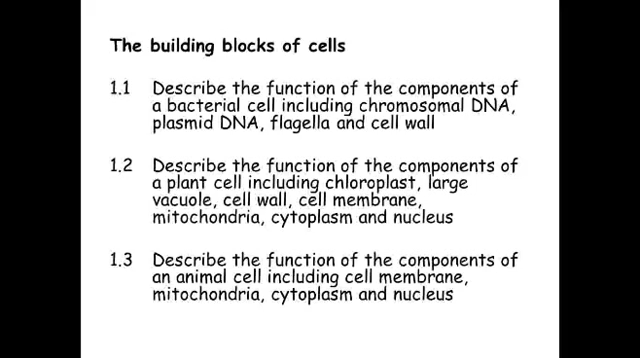 The building blocks of cells
1.1 Describe the function of the components of
a bacterial cell including chromosomal DNA,
plasmid DNA, flagella and cell wall
1.2 Describe the function of the components of
a plant cell including chloroplast, large
vacuole, cell wall, cell membrane,
mitochondria, cytoplasm and nucleus
1.3 Describe the function of the components of
an animal cell including cell membrane,
mitochondria, cytoplasm and nucleus